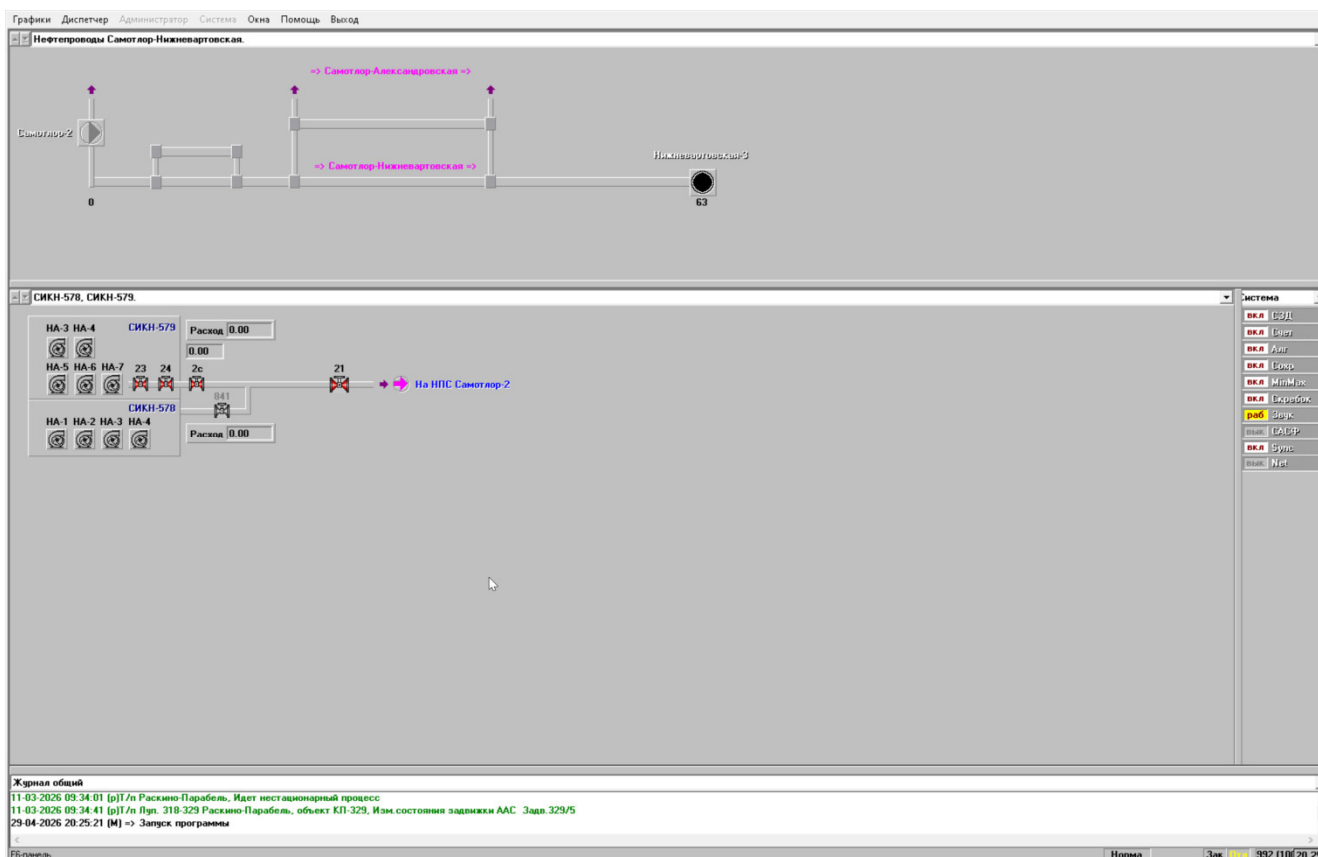 Графики Диспетчер Администратор Система Окна Помощь Выход
Нефтепроводы Самотлор-Нижневартовская.
=> Самотлор-Александровская =>
Самотлор-2
Нижневартовская-3
=> Самотлор-Нижневартовская =>
0
63
СИКН-578, СИКН-579.
Система
НА-3 НА-4 СИКН-579 Расход 0.00
0.00
НА-5 НА-6 НА-7 23 24 2с 21
На НПС Самотлор-2
841
СИКН-578
НА-1 НА-2 НА-3 НА-4
Расход 0.00
вкл СЗД
вкл Счет
вкл Алг
вкл Сокр
вкл MinMax
вкл Скребок
раб Звук
вык САСФ
вкл Sync
вык Net
Журнал общий
11-03-2026 09:34:01 (р)Т/п Раскино-Парабель, Идет нестационарный процесс
11-03-2026 09:34:41 (р)Т/п Луп. 318-329 Раскино-Парабель, объект КП-329, Изм.состояния задвижки ААС Задв.329/5
29-04-2026 20:25:21 (М) => Запуск программы
F6-панель
Норма Зак